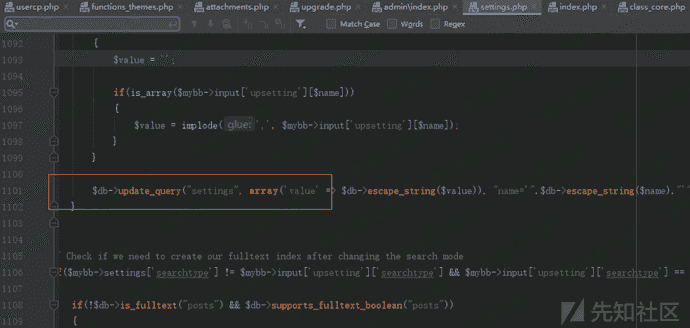 usercp.php functions_themes.php attachments.php upgrade.php admin\index.php settings.php index.php class_core.php
Match Case Words Regex
1092 {
1093 $value = '';
1094
1095 if(is_array($mybb->input['upsetting'][$name]))
1096 {
1097 $value = implode( glue: ',', $mybb->input['upsetting'][$name]);
1098 }
1099 }
1100
1101 $db->update_query("settings", array('value' => $db->escape_string($value)), "name='".$db->escape_string($name)."'"
1102 }
1103
1104
1105 Check if we need to create our fulltext index after changing the search mode
1106 f($mybb->settings['searchtype'] != $mybb->input['upsetting']['searchtype'] && $mybb->input['upsetting']['searchtype'] ==
1107
1108 if(!$db->is_fulltext("posts") && $db->supports_fulltext_boolean("posts"))
1109 {
先知社区